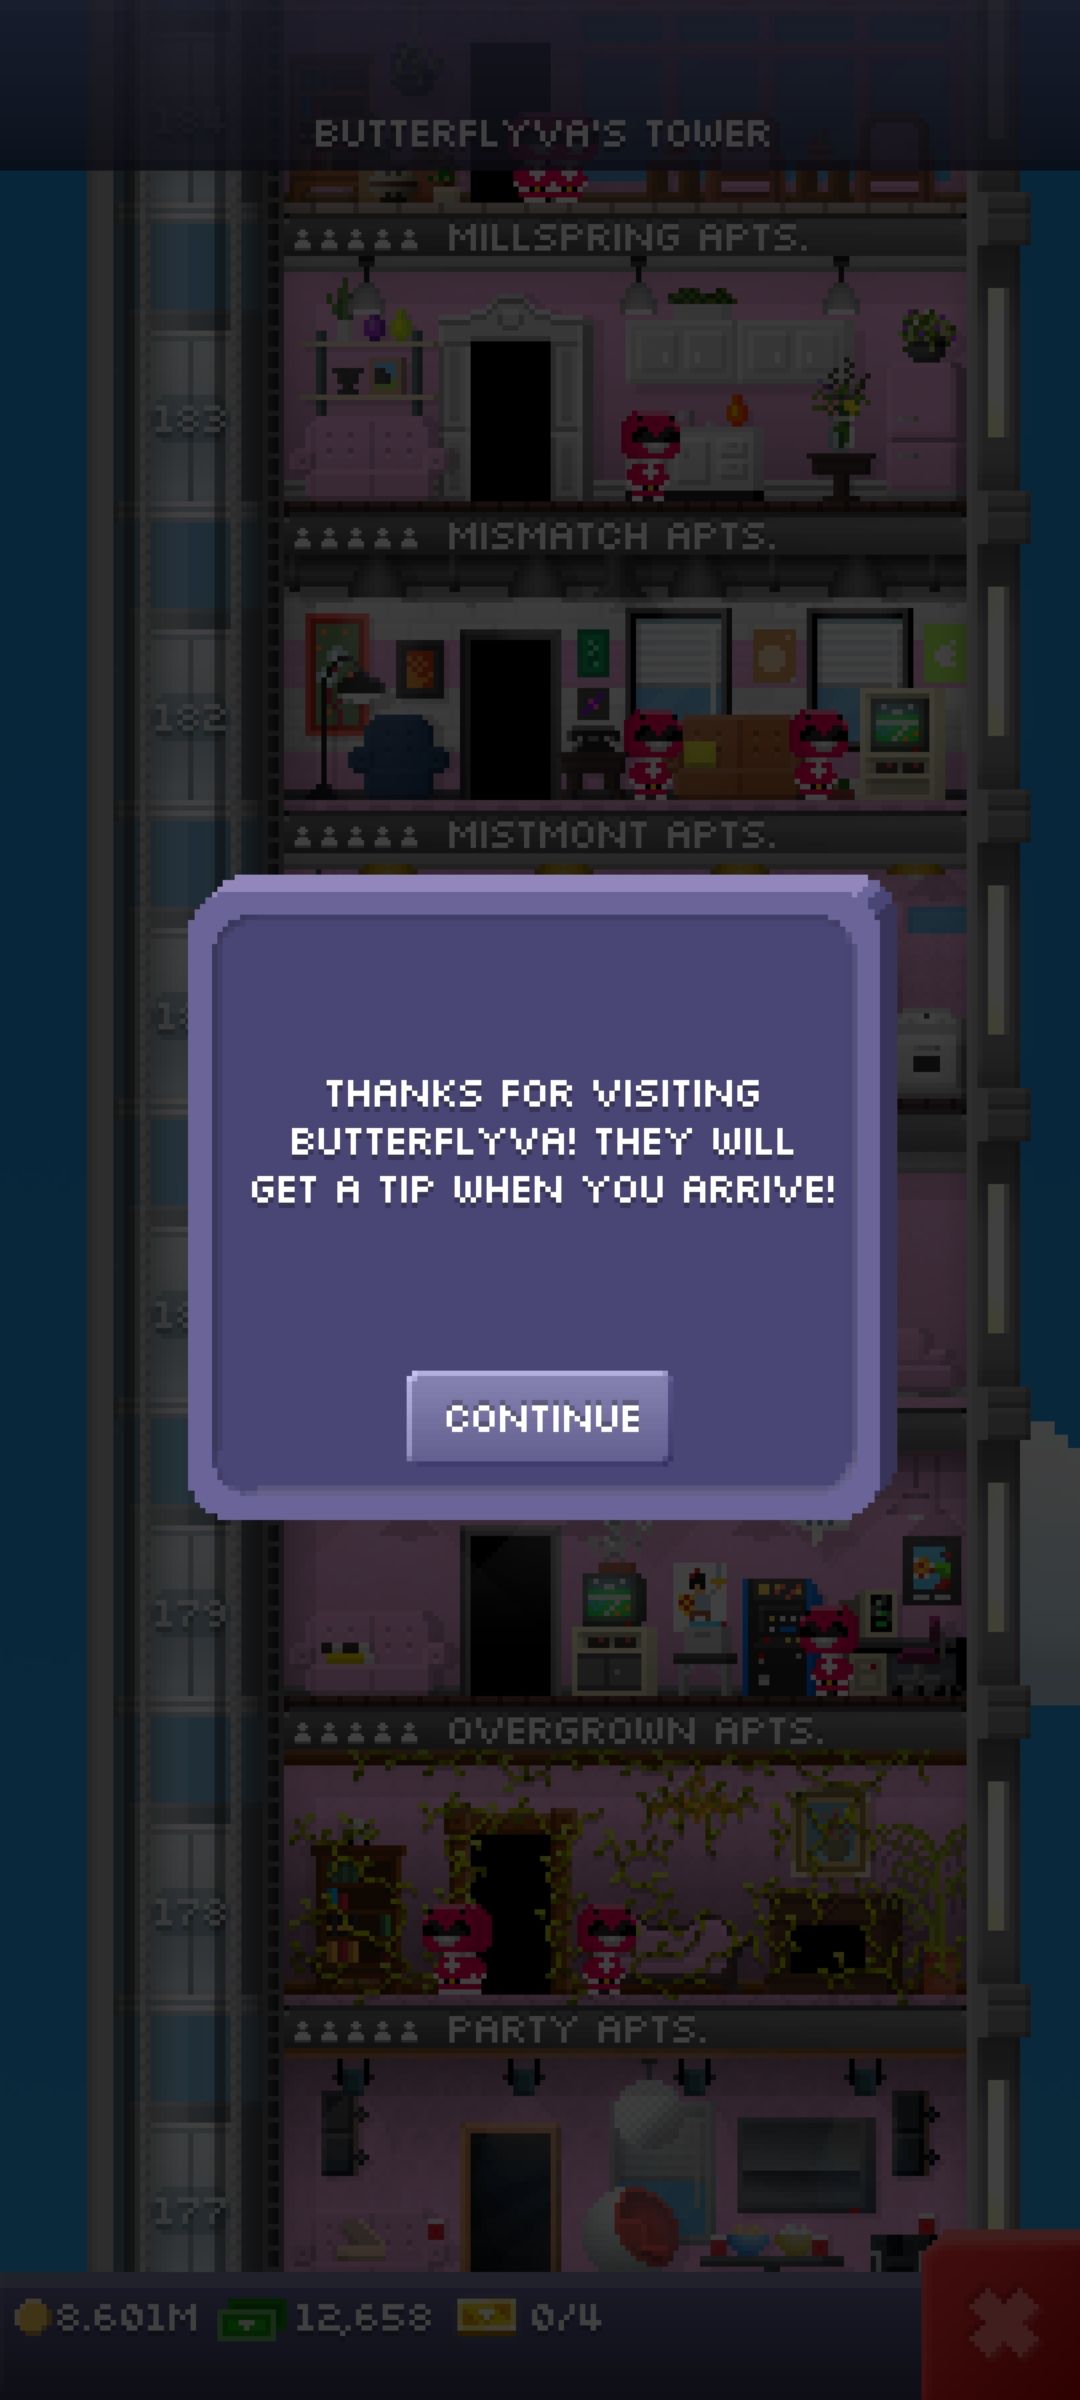 BUTTERFLYVA'S TOWER
MILLSPRING APTS.
183
MISMATCH APTS.
182
MISTMONT APTS.
THANKS FOR VISITING
BUTTERFLYVA! THEY WILL
GET A TIP WHEN YOU ARRIVE!
CONTINUE
179
OVERGROWN APTS.
178
PARTY APTS.
177
8.601M 12,658 0/4